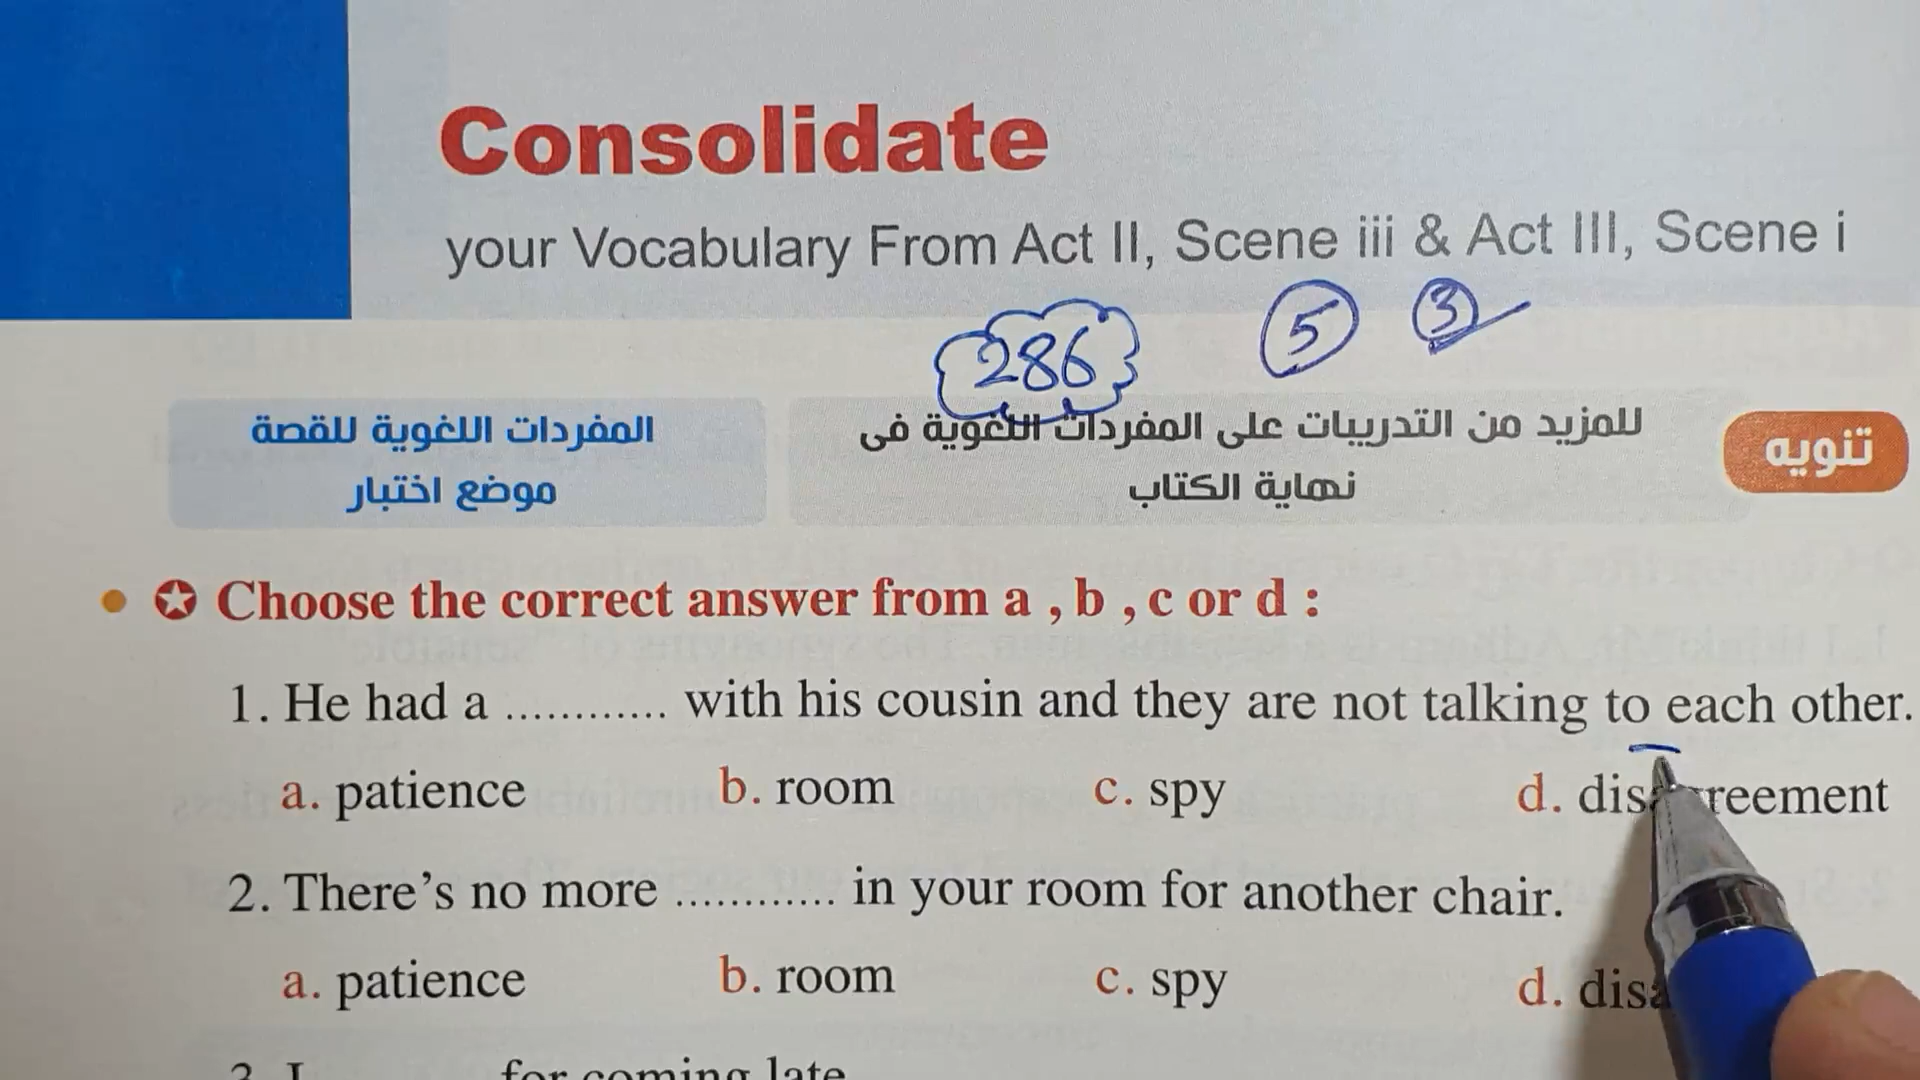 Consolidate
your Vocabulary From Act II, Scene iii & Act III, Scene i
286 5 3
تنويه
للمزيد من التدريبات على المفردات اللغوية فى
نهاية الكتاب
المفردات اللغوية للقصة
موضع اختبار
Choose the correct answer from a , b , c or d :
1. He had a ............ with his cousin and they are not talking to each other.
a. patience b. room c. spy d. disagreement
2. There's no more ............ in your room for another chair.
a. patience b. room c. spy d.
3. I for coming late